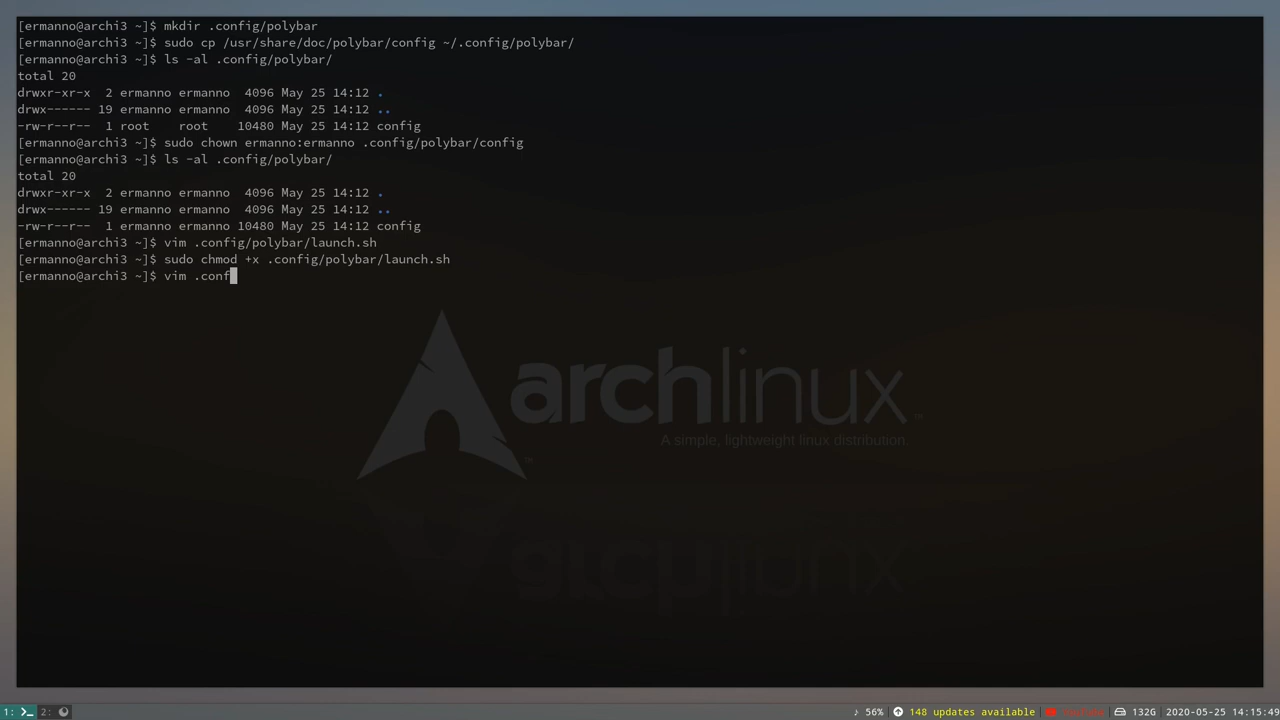 [ermanno@archi3 ~]$ mkdir .config/polybar
[ermanno@archi3 ~]$ sudo cp /usr/share/doc/polybar/config ~/.config/polybar/
[ermanno@archi3 ~]$ ls -al .config/polybar/
total 20
drwxr-xr-x  2 ermanno ermanno  4096 May 25 14:12 .
drwx------ 19 ermanno ermanno  4096 May 25 14:12 ..
-rw-r--r--  1 root    root    10480 May 25 14:12 config
[ermanno@archi3 ~]$ sudo chown ermanno:ermanno .config/polybar/config
[ermanno@archi3 ~]$ ls -al .config/polybar/
total 20
drwxr-xr-x  2 ermanno ermanno  4096 May 25 14:12 .
drwx------ 19 ermanno ermanno  4096 May 25 14:12 ..
-rw-r--r--  1 ermanno ermanno 10480 May 25 14:12 config
[ermanno@archi3 ~]$ vim .config/polybar/launch.sh
[ermanno@archi3 ~]$ sudo chmod +x .config/polybar/launch.sh
[ermanno@archi3 ~]$ vim .conf
archlinux™
A simple, lightweight linux distribution.
™
1: 2: ♪ 56% 148 updates available 132G 2020-05-25 14:15:49